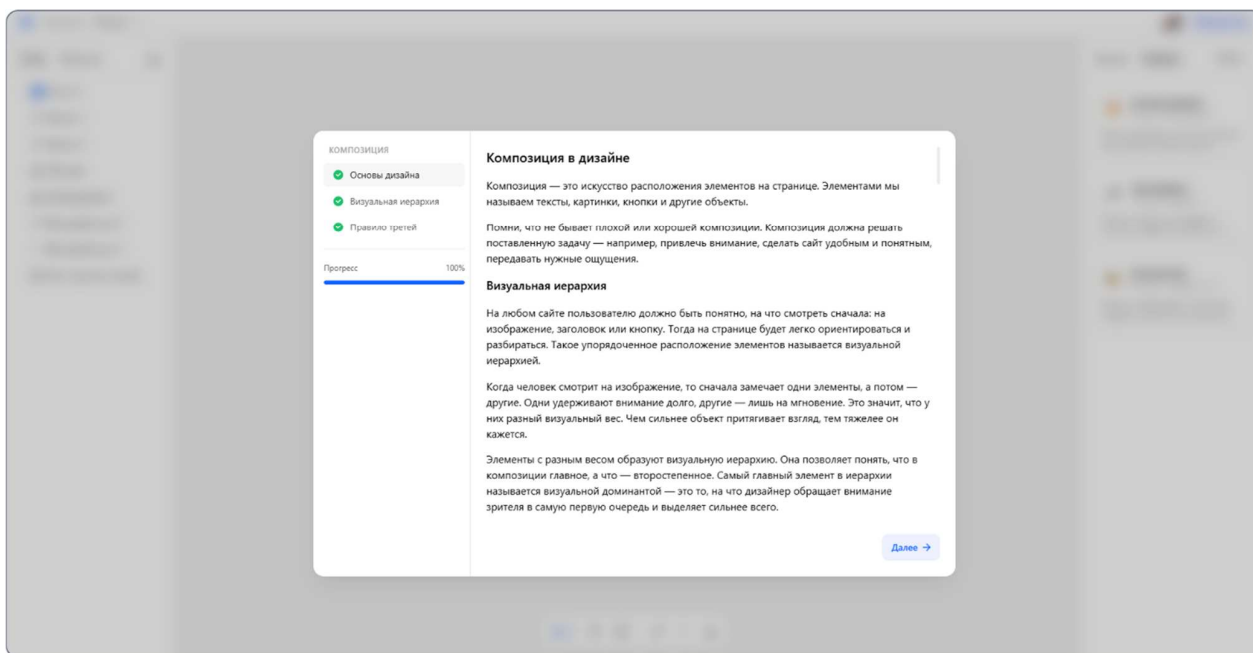 КОМПОЗИЦИЯ
Основы дизайна
Визуальная иерархия
Правило третей
Прогресс 100%
Композиция в дизайне
Композиция — это искусство расположения элементов на странице. Элементами мы
называем тексты, картинки, кнопки и другие объекты.
Помни, что не бывает плохой или хорошей композиции. Композиция должна решать
поставленную задачу — например, привлечь внимание, сделать сайт удобным и понятным,
передавать нужные ощущения.
Визуальная иерархия
На любом сайте пользователю должно быть понятно, на что смотреть сначала: на
изображение, заголовок или кнопку. Тогда на странице будет легко ориентироваться и
разбираться. Такое упорядоченное расположение элементов называется визуальной
иерархией.
Когда человек смотрит на изображение, то сначала замечает одни элементы, а потом —
другие. Одни удерживают внимание долго, другие — лишь на мгновение. Это значит, что у
них разный визуальный вес. Чем сильнее объект притягивает взгляд, тем тяжелее он
кажется.
Элементы с разным весом образуют визуальную иерархию. Она позволяет понять, что в
композиции главное, а что — второстепенное. Самый главный элемент в иерархии
называется визуальной доминантой — это то, на что дизайнер обращает внимание
зрителя в самую первую очередь и выделяет сильнее всего.
Далее →